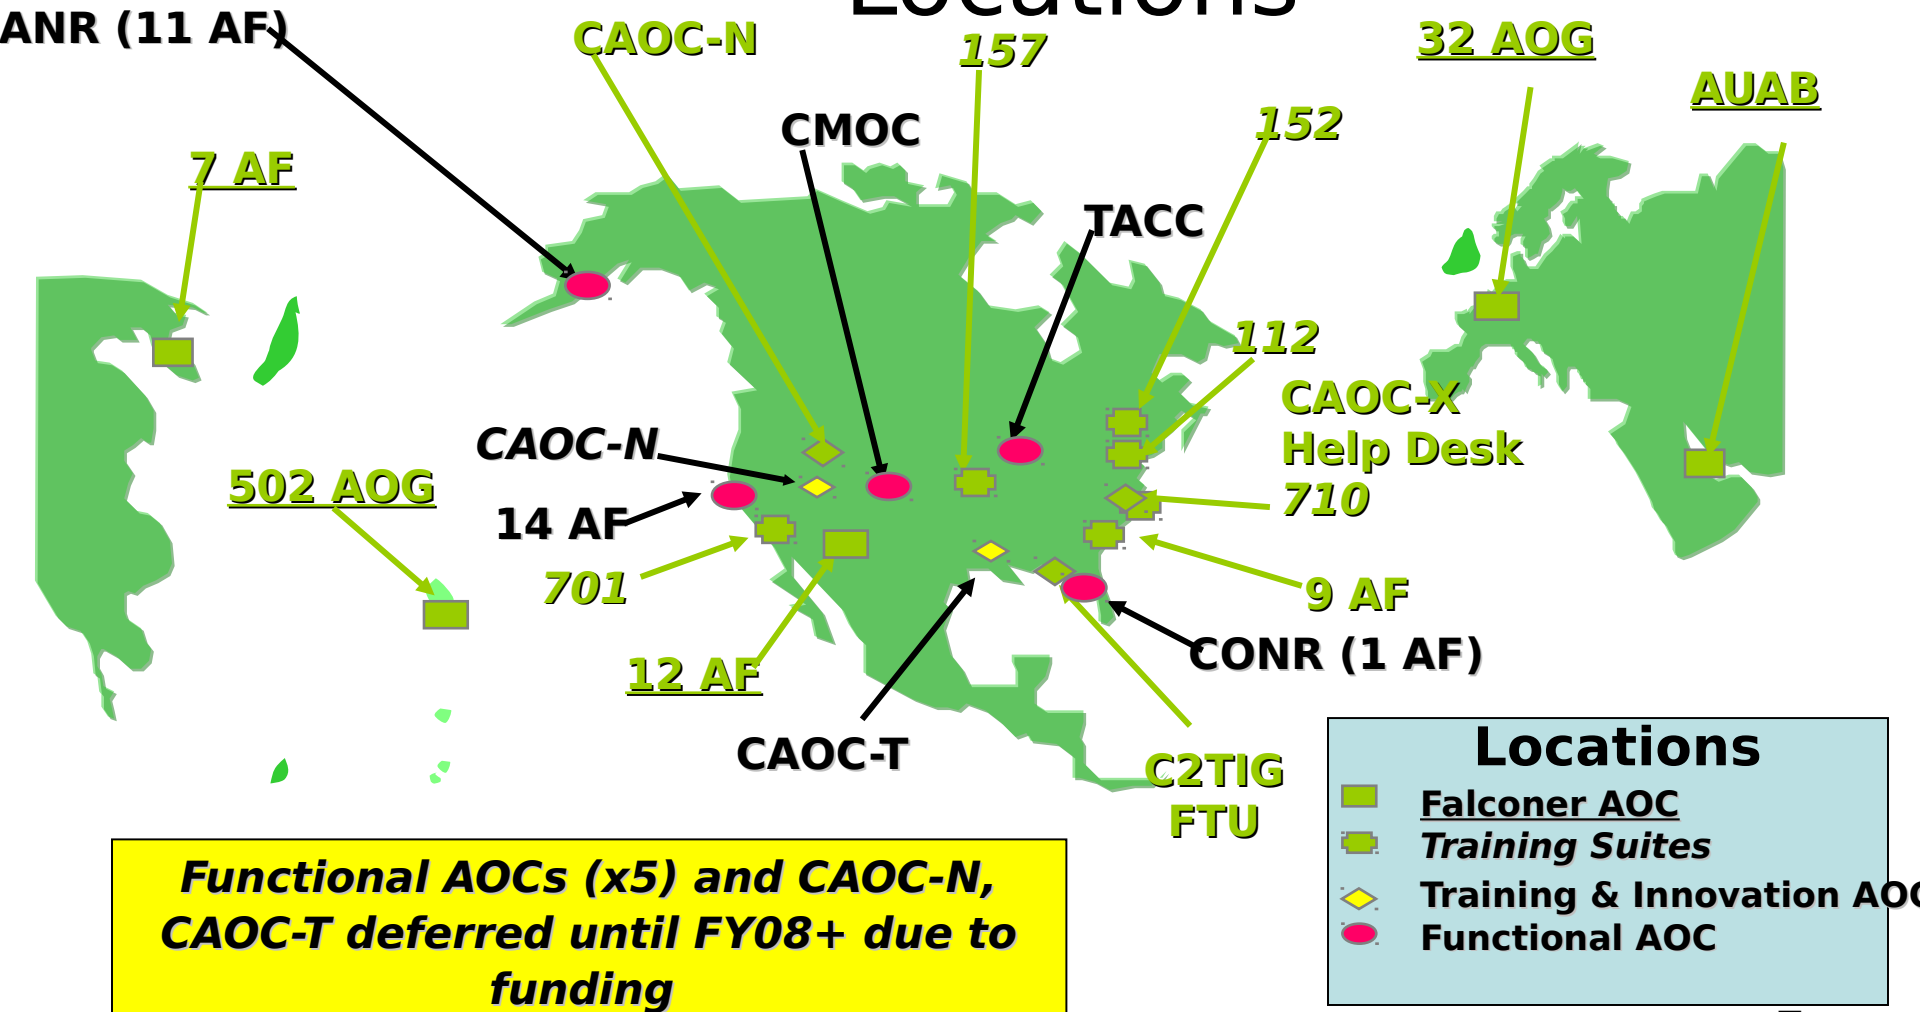 Locations
ANR (11 AF)
CAOC-N
157
32 AOG
AUAB
CMOC
152
7 AF
TACC
112
CAOC-X
Help Desk
710
CAOC-N
502 AOG
14 AF
701
9 AF
CONR (1 AF)
12 AF
CAOC-T
C2TIG
FTU
Locations
Falconer AOC
Training Suites
Training & Innovation AOC
Functional AOC
Functional AOCs (x5) and CAOC-N,
CAOC-T deferred until FY08+ due to
funding